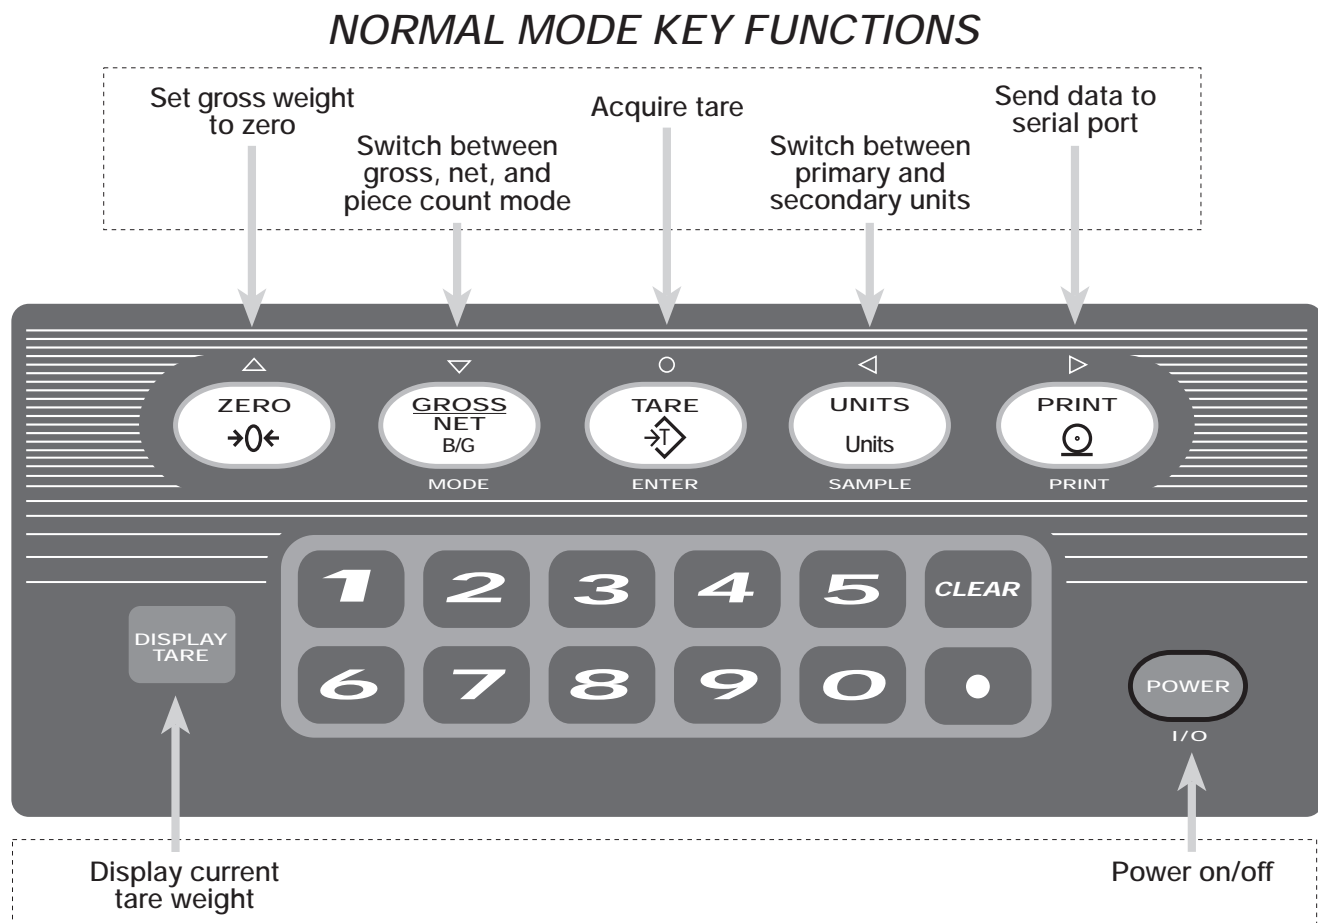 NORMAL MODE KEY FUNCTIONS
Set gross weight
to zero
Switch between
gross, net, and
piece count mode
Acquire tare
Switch between
primary and
secondary units
Send data to
serial port
ZERO
→0←
GROSS
NET
B/G
MODE
TARE
T
ENTER
UNITS
Units
SAMPLE
PRINT
PRINT
1 2 3 4 5 CLEAR
6 7 8 9 0 •
DISPLAY
TARE
POWER
I/O
Display current
tare weight
Power on/off